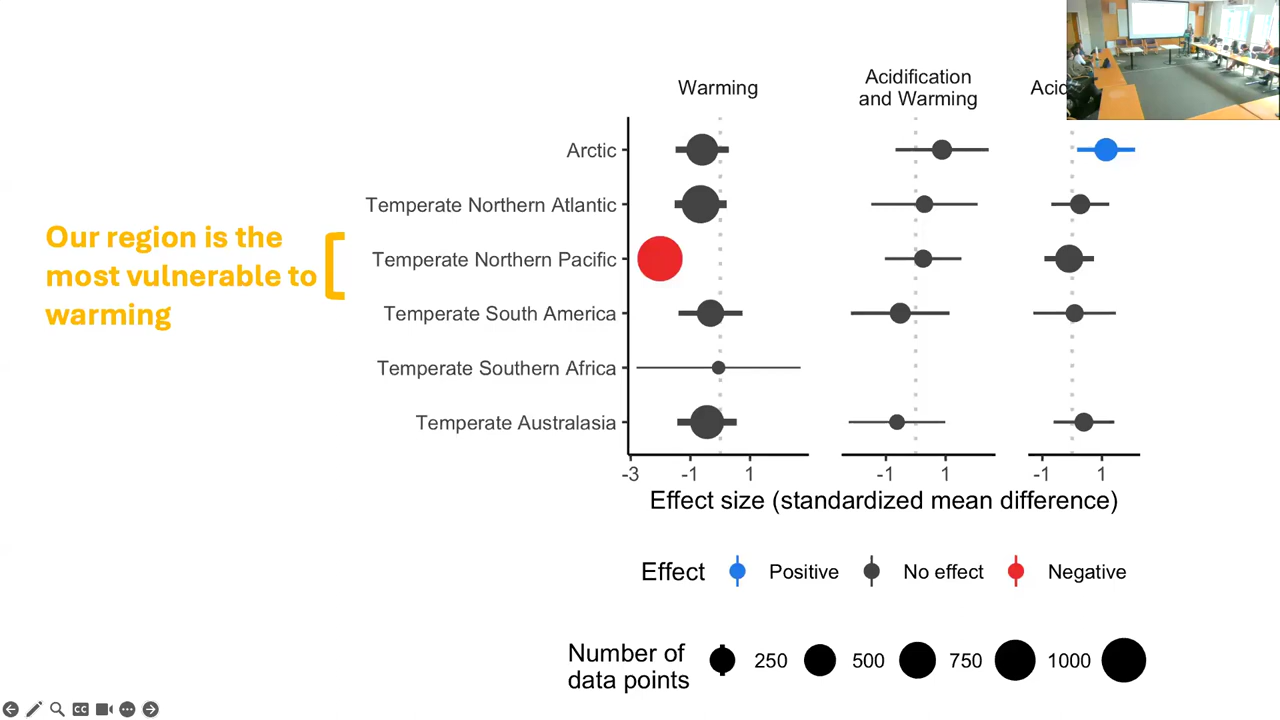 Warming
Acidification
and Warming
Arctic
Temperate Northern Atlantic
Our region is the
most vulnerable to
warming
Temperate Northern Pacific
Temperate South America
Temperate Southern Africa
Temperate Australasia
-3 -1 1 -1 1 -1 1
Effect size (standardized mean difference)
Effect Positive No effect Negative
Number of
data points
250 500 750 1000
CC